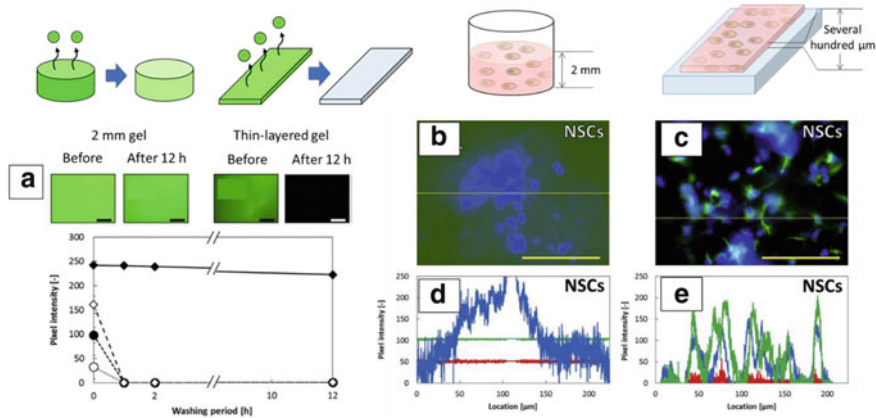 2 mm
Several
hundred µm
2 mm gel
Thin-layered gel
Before
After 12 h
Before
After 12 h
a
b
NSCs
c
NSCs
300
250
200
150
100
50
0
Pixel intensity [-]
0
1
2
12
Washing period [h]
d
NSCs
250
200
150
100
50
0
Pixel intensity [-]
0
50
100
150
200
Location [µm]
e
NSCs
250
200
150
100
50
0
Pixel intensity [-]
0
50
100
150
200
Location [µm]